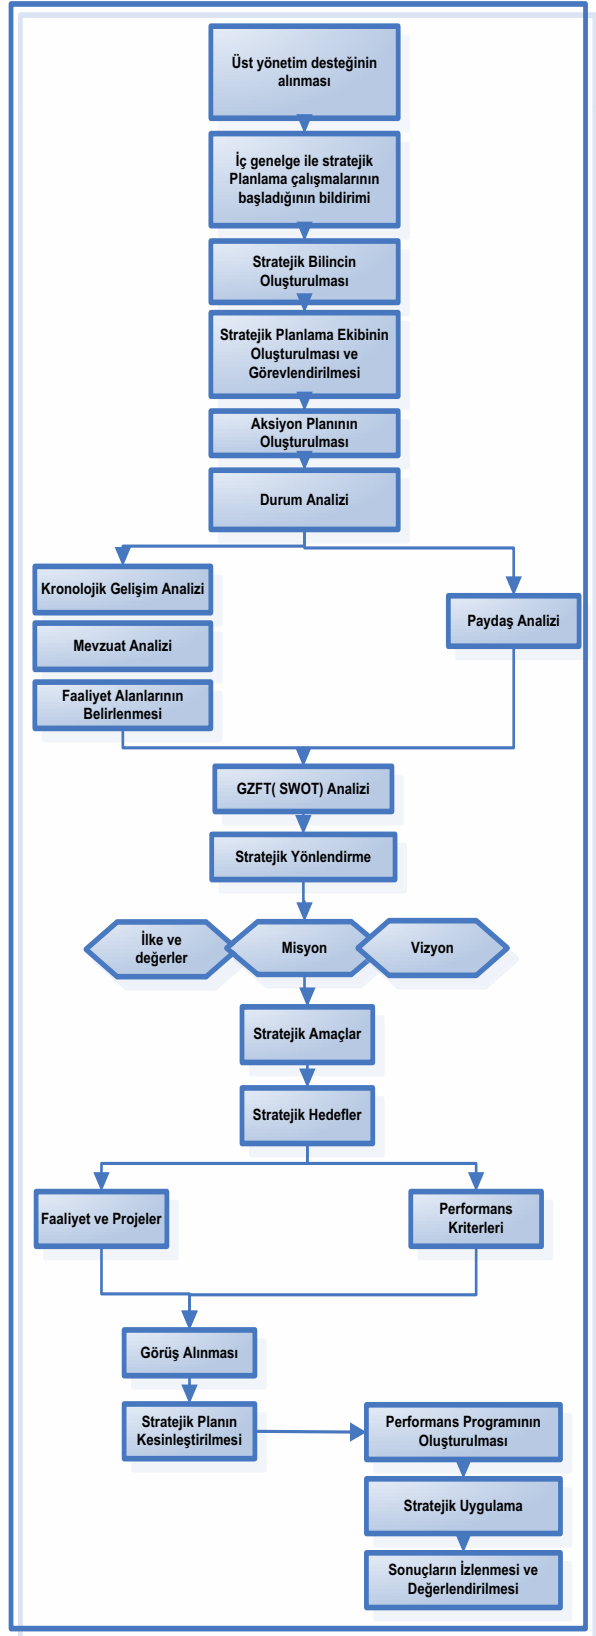 Üst yönetim desteğinin
alınması
İç genelge ile stratejik
Planlama çalışmalarının
başladığının bildirimi
Stratejik Bilincin
Oluşturulması
Stratejik Planlama Ekibinin
Oluşturulması ve
Görevlendirilmesi
Aksiyon Planının
Oluşturulması
Durum Analizi
Kronolojik Gelişim Analizi
Paydaş Analizi
Mevzuat Analizi
Faaliyet Alanlarının
Belirlenmesi
GZFT( SWOT) Analizi
Stratejik Yönlendirme
İlke ve
değerler
Misyon
Vizyon
Stratejik Amaçlar
Stratejik Hedefler
Faaliyet ve Projeler
Performans
Kriterleri
Görüş Alınması
Stratejik Planın
Kesinleştirilmesi
Performans Programının
Oluşturulması
Stratejik Uygulama
Sonuçların İzlenmesi ve
Değerlendirilmesi